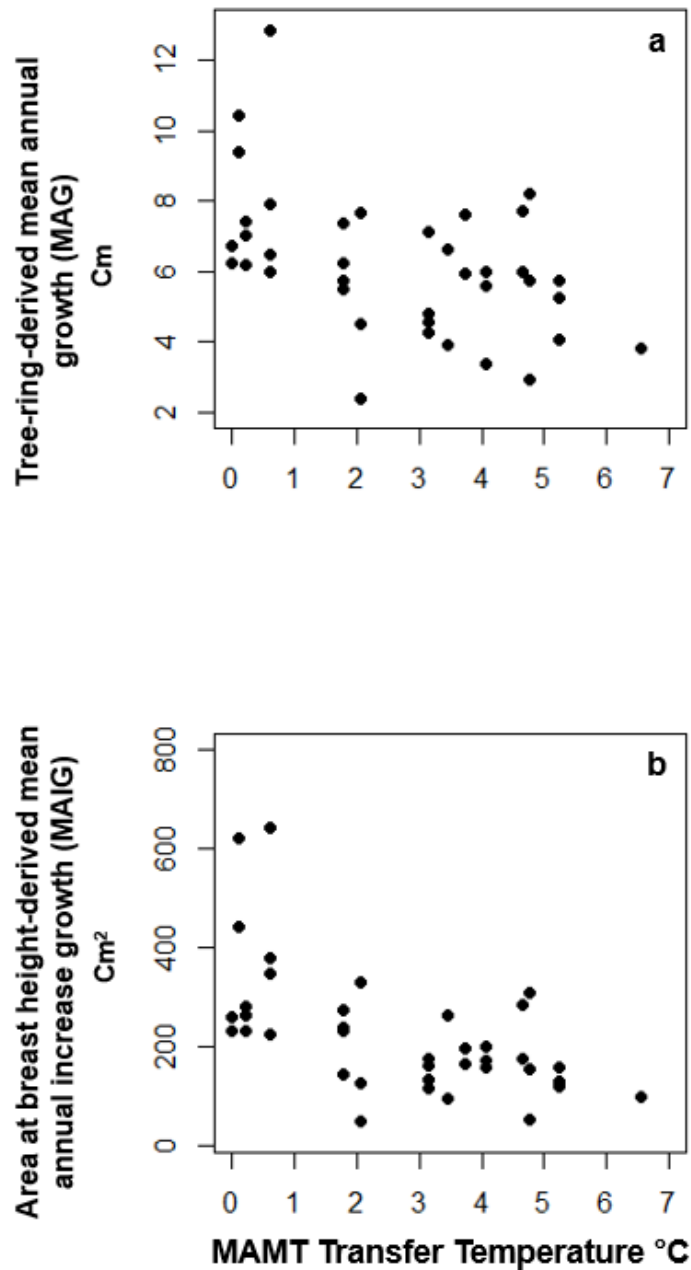 a
Tree-ring-derived mean annual
growth (MAG)
Cm
12
10
8
6
4
2
0 1 2 3 4 5 6 7
b
Area at breast height-derived mean
annual increase growth (MAIG)
Cm²
800
600
400
200
0
0 1 2 3 4 5 6 7
MAMT Transfer Temperature °C